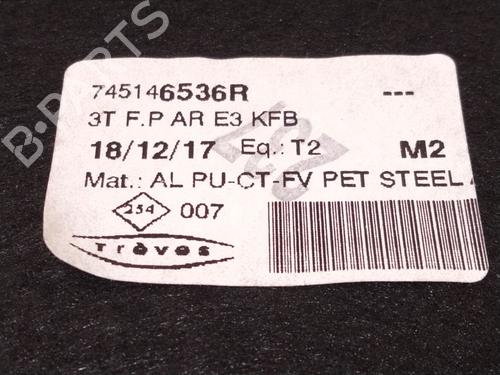 745146536R ---
3T F.P AR E3 KFB
18/12/17 Eq.: T2 M2
Mat.: AL PU-CT-FV PET STEEL
254 007
Trèves
B-PARTS